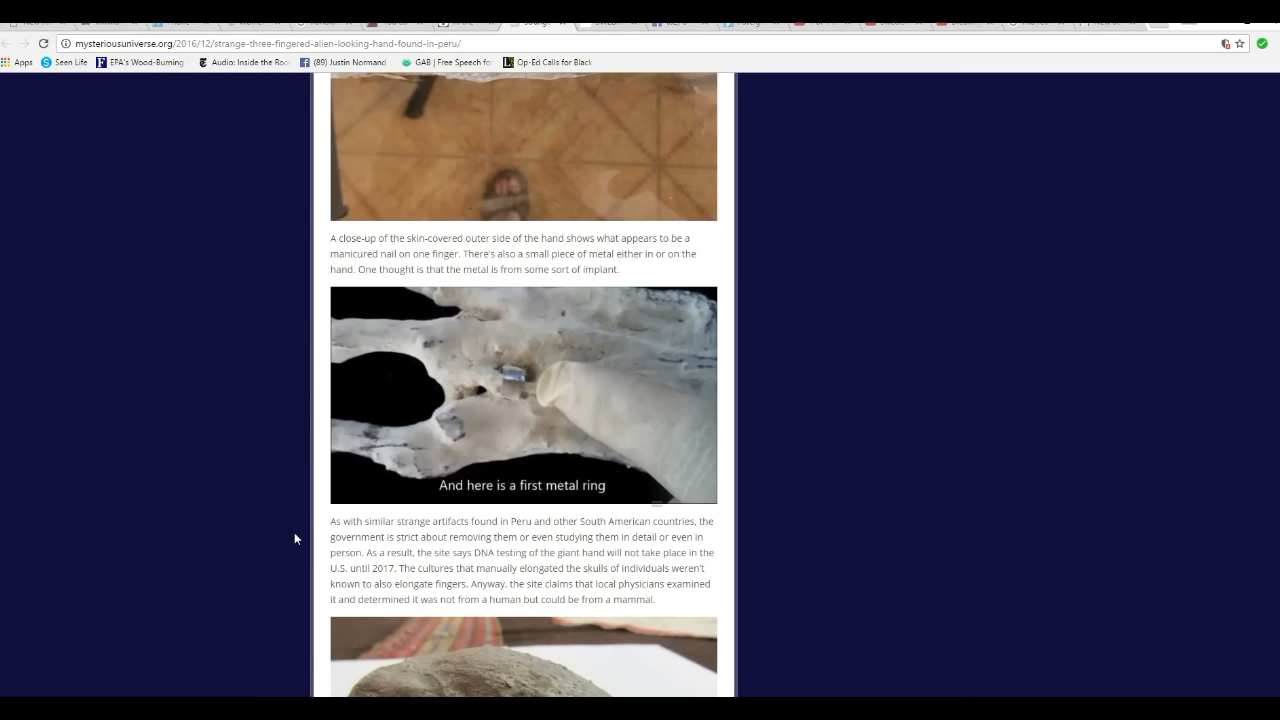 mysteriousuniverse.org/2016/12/strange-three-fingered-alien-looking-hand-found-in-peru/
Apps Seen Life EPA's Wood-Burning Audio: Inside the Roo (89) Justin Normand GAB | Free Speech for Op-Ed Calls for Black
A close-up of the skin-covered outer side of the hand shows what appears to be a
manicured nail on one finger. There's also a small piece of metal either in or on the
hand. One thought is that the metal is from some sort of implant.
And here is a first metal ring
As with similar strange artifacts found in Peru and other South American countries, the
government is strict about removing them or even studying them in detail or even in
person. As a result, the site says DNA testing of the giant hand will not take place in the
U.S. until 2017. The cultures that manually elongated the skulls of individuals weren't
known to also elongate fingers. Anyway, the site claims that local physicians examined
it and determined it was not from a human but could be from a mammal.